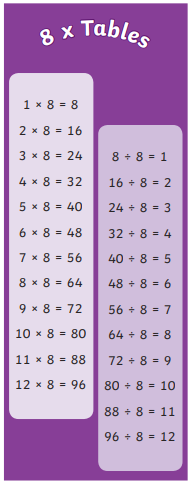 8 x Tables
1 × 8 = 8
2 × 8 = 16
3 × 8 = 24
4 × 8 = 32
5 × 8 = 40
6 × 8 = 48
7 × 8 = 56
8 × 8 = 64
9 × 8 = 72
10 × 8 = 80
11 × 8 = 88
12 × 8 = 96
8 ÷ 8 = 1
16 ÷ 8 = 2
24 ÷ 8 = 3
32 ÷ 8 = 4
40 ÷ 8 = 5
48 ÷ 8 = 6
56 ÷ 8 = 7
64 ÷ 8 = 8
72 ÷ 8 = 9
80 ÷ 8 = 10
88 ÷ 8 = 11
96 ÷ 8 = 12